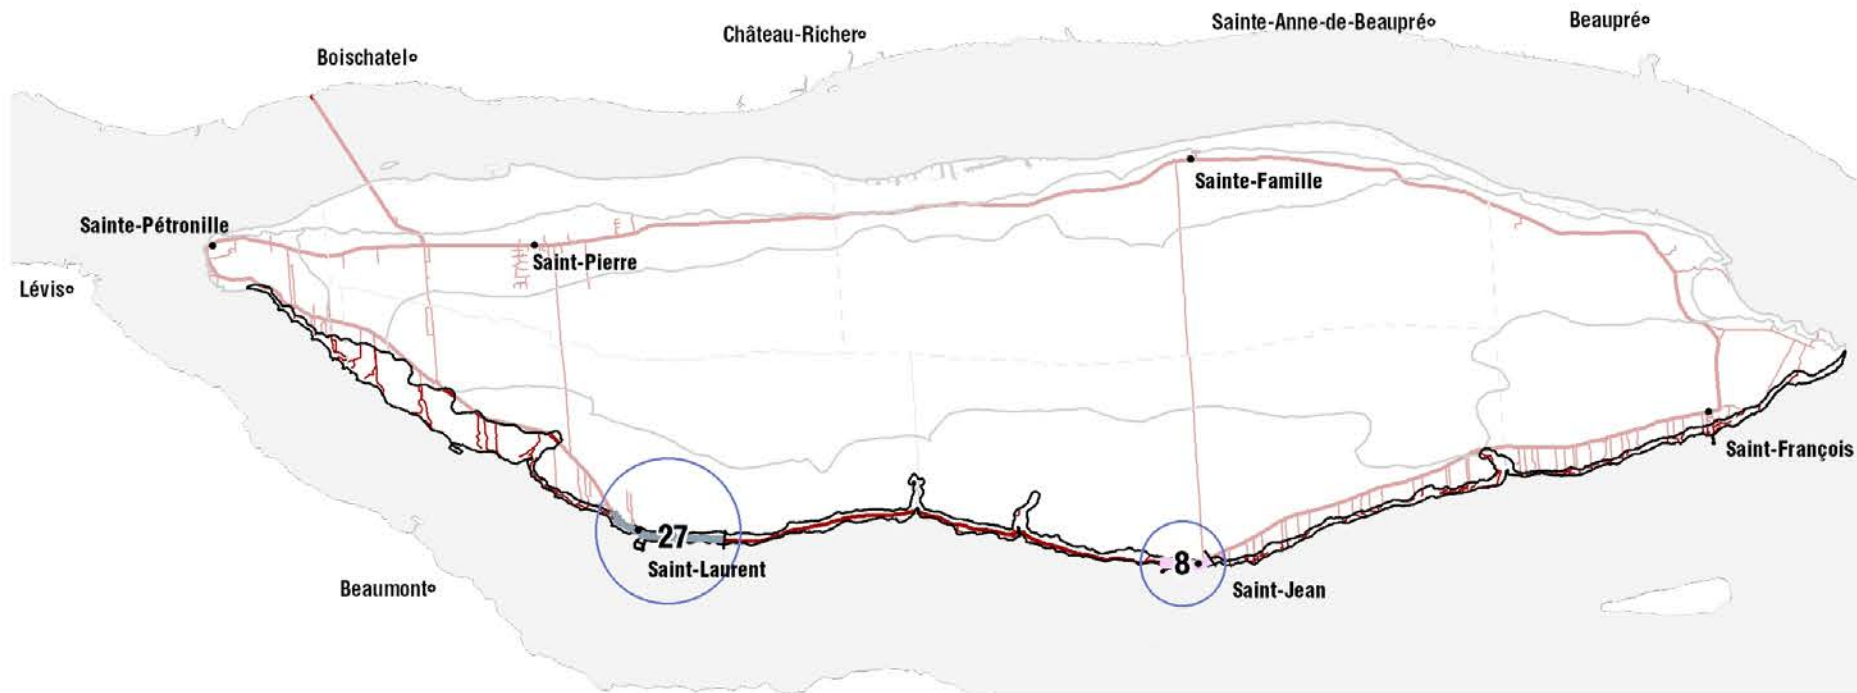 Sainte-Anne-de-Beaupré
Beaupré
Château-Richer
Boischatel
Sainte-Famille
Sainte-Pétronille
Saint-Pierre
Lévis
Saint-François
27
Saint-Laurent
8
Saint-Jean
Beaumont